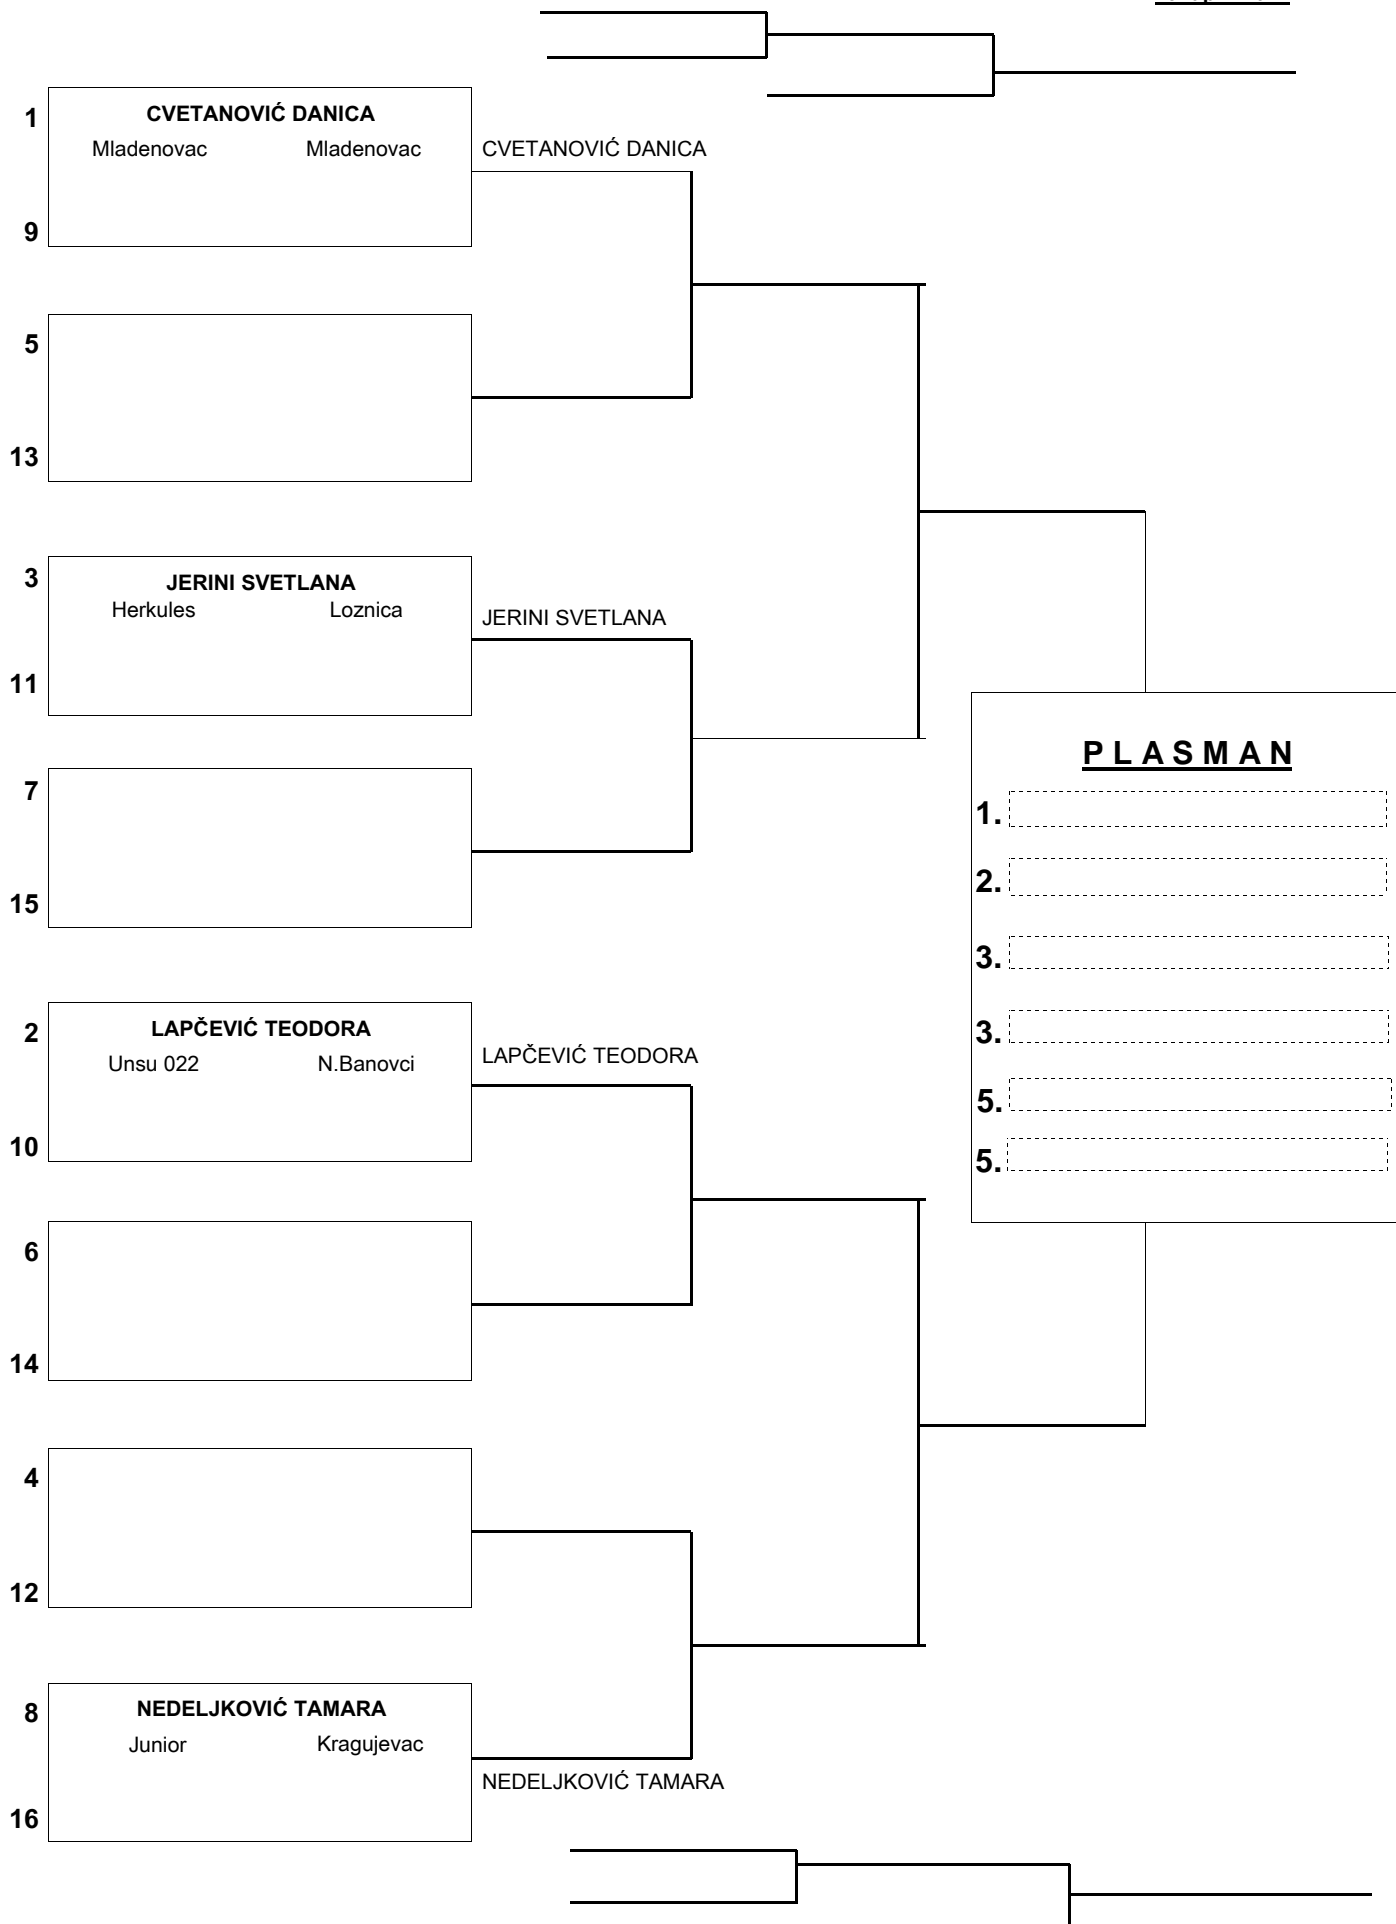 1 CVETANOVIĆ DANICA
Mladenovac Mladenovac CVETANOVIĆ DANICA
9
5
13
3 JERINI SVETLANA
Herkules Loznica JERINI SVETLANA
11
PLASMAN
7
1.
2.
15
3.
2 LAPČEVIĆ TEODORA 3.
Unsu 022 N.Banovci LAPČEVIĆ TEODORA
5.
10
5.
6
14
4
12
8 NEDELJKOVIĆ TAMARA
Junior Kragujevac
NEDELJKOVIĆ TAMARA
16